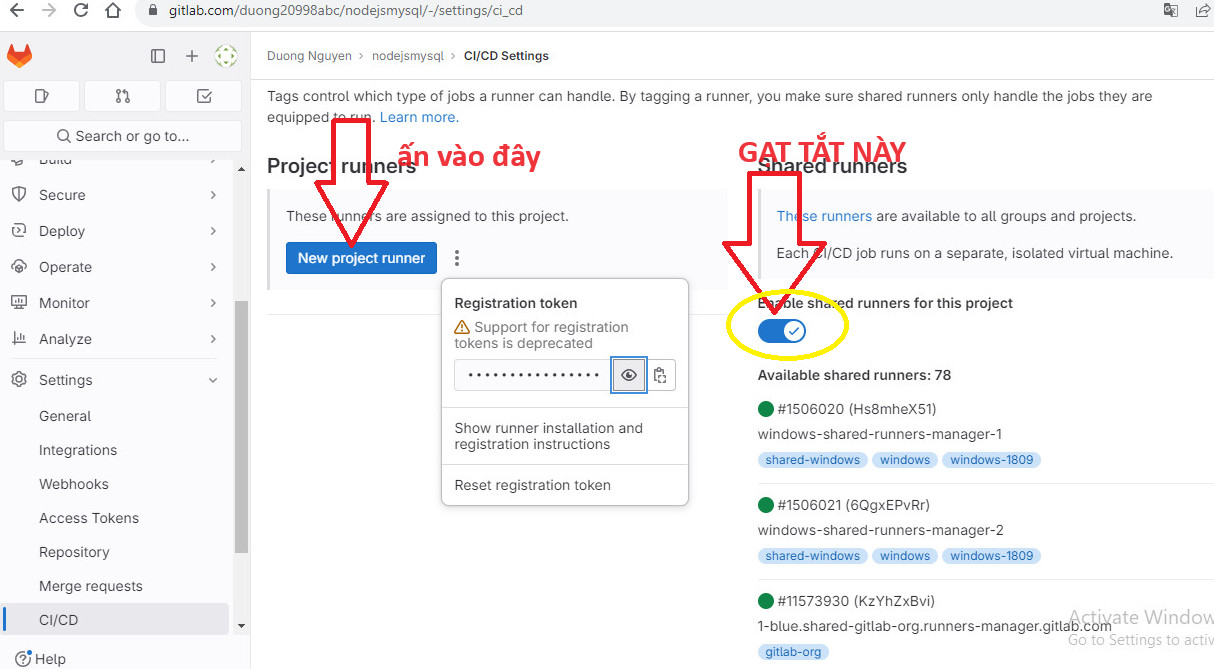 gitlab.com/duong20998abc/nodejsmysql/-/settings/ci_cd
Duong Nguyen › nodejsmysql › CI/CD Settings
Search or go to...
Build
Secure
Deploy
Operate
Monitor
Analyze
Settings
General
Integrations
Webhooks
Access Tokens
Repository
Merge requests
CI/CD
Help
Tags control which type of jobs a runner can handle. By tagging a runner, you make sure shared runners only handle the jobs they are
equipped to run. Learn more.
ấn vào đây
Project runners
These runners are assigned to this project.
New project runner
Registration token
Support for registration
tokens is deprecated
Show runner installation and
registration instructions
Reset registration token
GẠT TẮT NÀY
Shared runners
These runners are available to all groups and projects.
Each CI/CD job runs on a separate, isolated virtual machine.
Enable shared runners for this project
Available shared runners: 78
#1506020 (Hs8mheX51)
windows-shared-runners-manager-1
shared-windows windows windows-1809
#1506021 (6QgxEPvRr)
windows-shared-runners-manager-2
shared-windows windows windows-1809
#11573930 (KzYhZxBvi)
1-blue.shared-gitlab-org.runners-manager.gitlab.com
gitlab-org
Activate Window
Go to Settings to activ